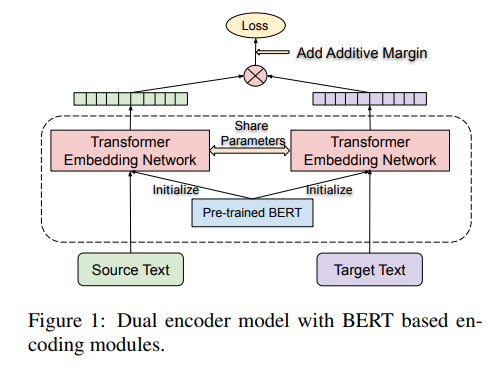 Loss
Add Additive Margin
Share
Parameters
Transformer
Embedding Network
Transformer
Embedding Network
Initialize
Initialize
Pre-trained BERT
Source Text
Target Text
Figure 1: Dual encoder model with BERT based en-
coding modules.